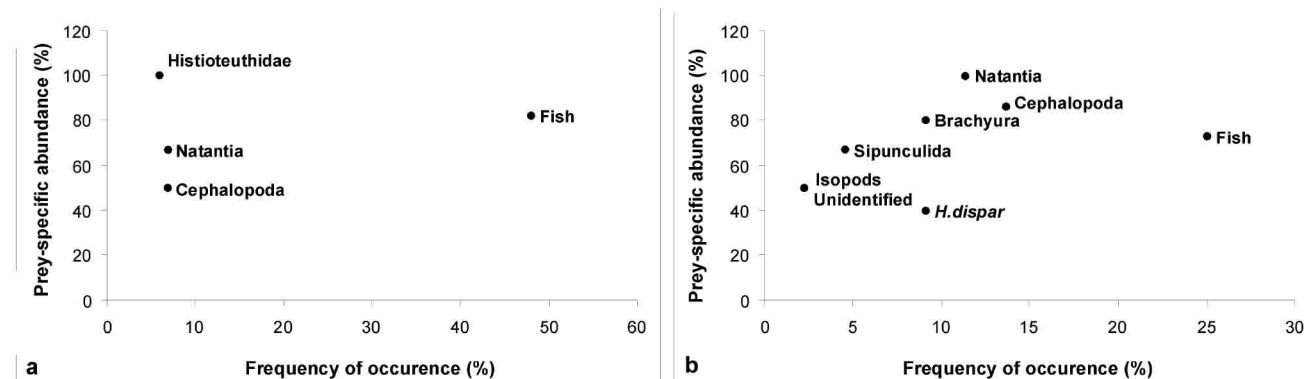 120
100
80
60
40
20
0
Prey-specific abundance (%)
Histioteuthidae
Fish
Natantia
Cephalopoda
0 10 20 30 40 50 60
a
Frequency of occurence (%)
120
100
80
60
40
20
0
Prey-specific abundance (%)
Natantia
Cephalopoda
Brachyura
Fish
Sipunculida
Isopods
Unidentified
H.dispar
0 5 10 15 20 25 30
b
Frequency of occurence (%)